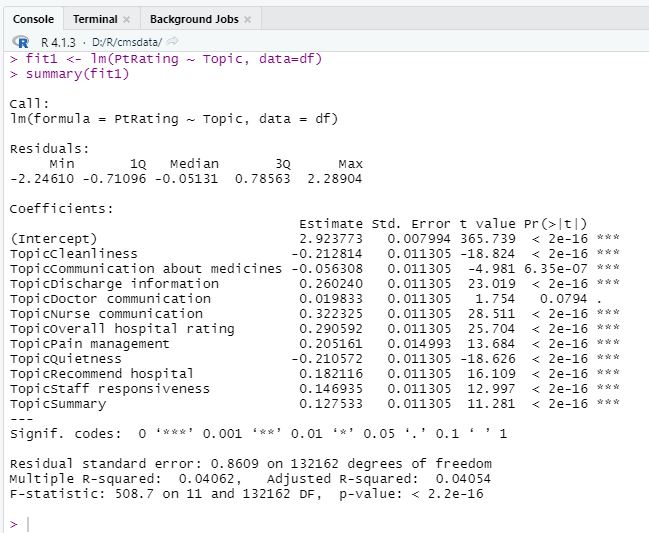 Console Terminal × Background Jobs ×
R R 4.1.3 · D:/R/cmsdata/
> fit1 <- lm(PtRating ~ Topic, data=df)
> summary(fit1)
Call:
lm(formula = PtRating ~ Topic, data = df)
Residuals:
Min 1Q Median 3Q Max
-2.24610 -0.71096 -0.05131 0.78563 2.28904
Coefficients:
Estimate Std. Error t value Pr(>|t|)
(Intercept) 2.923773 0.007994 365.739 < 2e-16 ***
TopicCleanliness -0.212814 0.011305 -18.824 < 2e-16 ***
TopicCommunication about medicines -0.056308 0.011305 -4.981 6.35e-07 ***
TopicDischarge information 0.260240 0.011305 23.019 < 2e-16 ***
TopicDoctor communication 0.019833 0.011305 1.754 0.0794 .
TopicNurse communication 0.322325 0.011305 28.511 < 2e-16 ***
TopicOverall hospital rating 0.290592 0.011305 25.704 < 2e-16 ***
TopicPain management 0.205161 0.014993 13.684 < 2e-16 ***
TopicQuietness -0.210572 0.011305 -18.626 < 2e-16 ***
TopicRecommend hospital 0.182116 0.011305 16.109 < 2e-16 ***
TopicStaff responsiveness 0.146935 0.011305 12.997 < 2e-16 ***
TopicSummary 0.127533 0.011305 11.281 < 2e-16 ***
---
Signif. codes: 0 ‘***’ 0.001 ‘**’ 0.01 ‘*’ 0.05 ‘.’ 0.1 ‘ ’ 1
Residual standard error: 0.8609 on 132162 degrees of freedom
Multiple R-squared: 0.04062, Adjusted R-squared: 0.04054
F-statistic: 508.7 on 11 and 132162 DF, p-value: < 2.2e-16
>